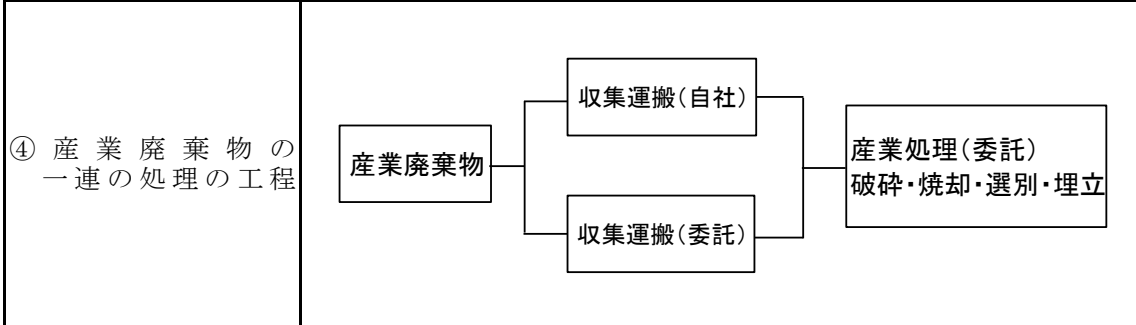 ④産業廃棄物の
一連の処理の工程
産業廃棄物
収集運搬(自社)
収集運搬(委託)
産業処理(委託)
破砕・焼却・選別・埋立